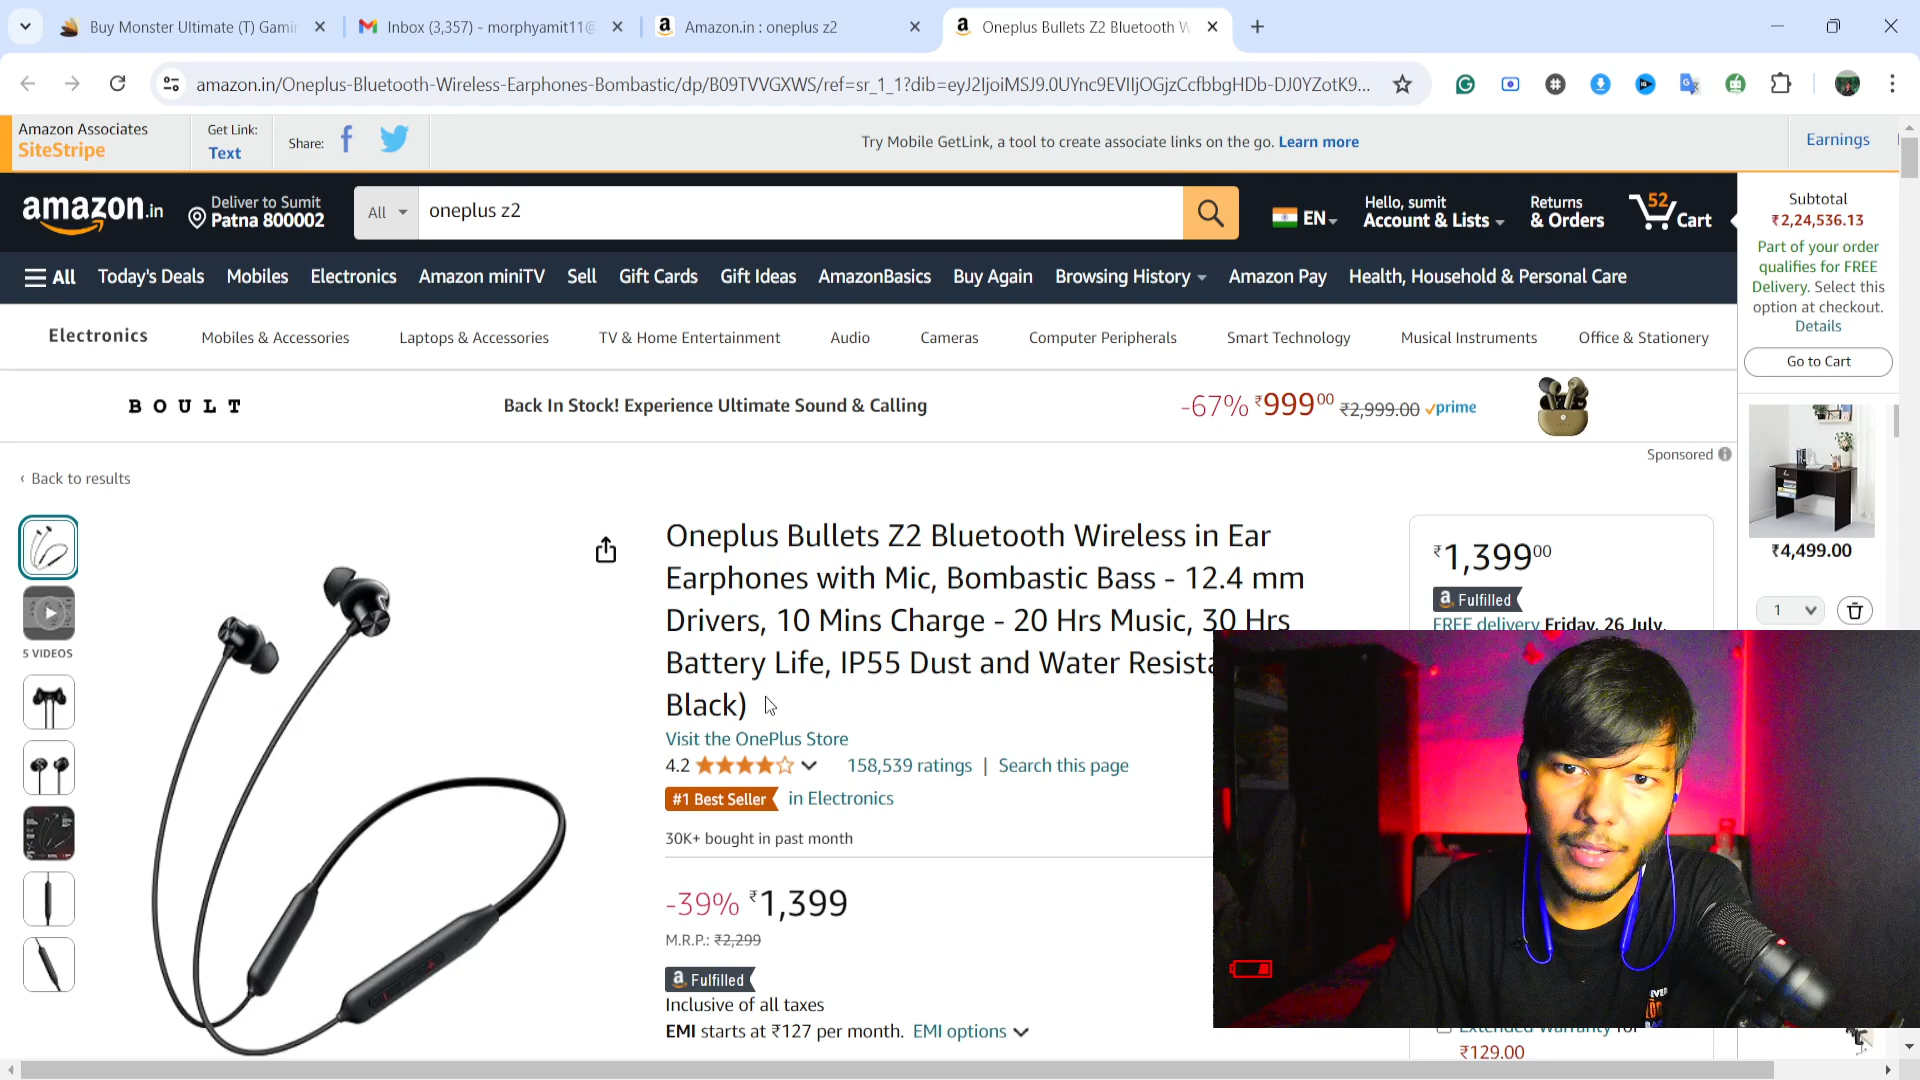 Buy Monster Ultimate (T) Gamin
Inbox (3,357) - morphyamit11@
Amazon.in : oneplus z2
Oneplus Bullets Z2 Bluetooth W
amazon.in/Oneplus-Bluetooth-Wireless-Earphones-Bombastic/dp/B09TVVGXWS/ref=sr_1_1?dib=eyJ2IjoiMSJ9.0UYnc9EVIIjOGjzCcfbbgHDb-DJ0YZotK9...
Amazon Associates
SiteStripe
Get Link:
Text
Share:
Try Mobile GetLink, a tool to create associate links on the go. Learn more
Earnings
amazon.in
Deliver to Sumit
Patna 800002
All
oneplus z2
EN
Hello, sumit
Account & Lists
Returns
& Orders
52
Cart
Subtotal
₹2,24,536.13
Part of your order
qualifies for FREE
Delivery. Select this
option at checkout.
Details
Go to Cart
All Today's Deals Mobiles Electronics Amazon miniTV Sell Gift Cards Gift Ideas AmazonBasics Buy Again Browsing History Amazon Pay Health, Household & Personal Care
Electronics Mobiles & Accessories Laptops & Accessories TV & Home Entertainment Audio Cameras Computer Peripherals Smart Technology Musical Instruments Office & Stationery
BOULT
Back In Stock! Experience Ultimate Sound & Calling
-67% ₹999⁰⁰ ₹2,999.00 prime
Sponsored
‹ Back to results
5 VIDEOS
Oneplus Bullets Z2 Bluetooth Wireless in Ear
Earphones with Mic, Bombastic Bass - 12.4 mm
Drivers, 10 Mins Charge - 20 Hrs Music, 30 Hrs
Battery Life, IP55 Dust and Water Resista
Black)
Visit the OnePlus Store
4.2
158,539 ratings | Search this page
#1 Best Seller in Electronics
30K+ bought in past month
-39% ₹1,399
M.R.P.: ₹2,299
Fulfilled
Inclusive of all taxes
EMI starts at ₹127 per month. EMI options
₹1,399⁰⁰
Fulfilled
FREE delivery Friday, 26 July.
₹4,499.00
1
Extended Warranty for
₹129.00